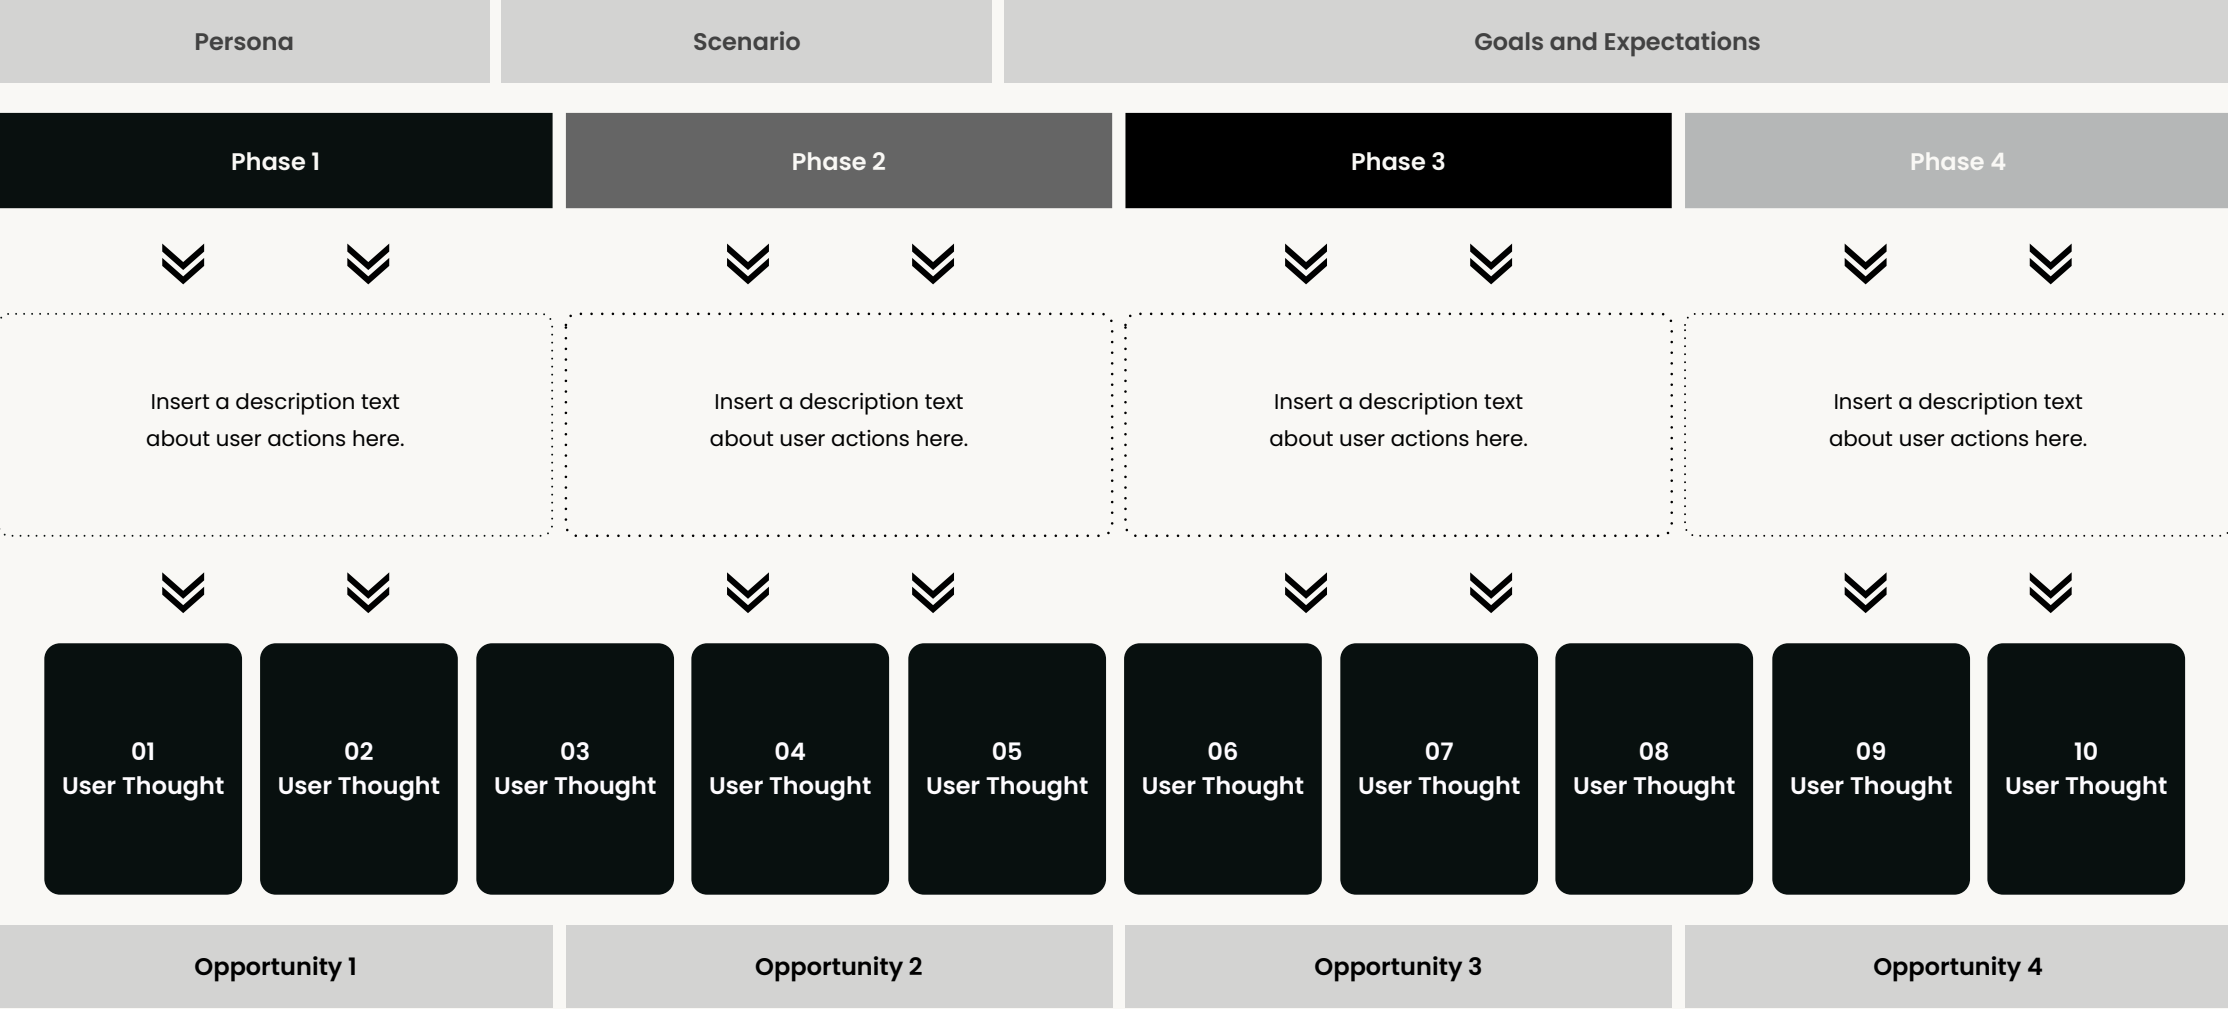 Persona
Scenario
Goals and Expectations
Phase 1
Phase 2
Phase 3
Phase 4
Insert a description text
about user actions here.
Insert a description text
about user actions here.
Insert a description text
about user actions here.
Insert a description text
about user actions here.
01
User Thought
02
User Thought
03
User Thought
04
User Thought
05
User Thought
06
User Thought
07
User Thought
08
User Thought
09
User Thought
10
User Thought
Opportunity 1
Opportunity 2
Opportunity 3
Opportunity 4